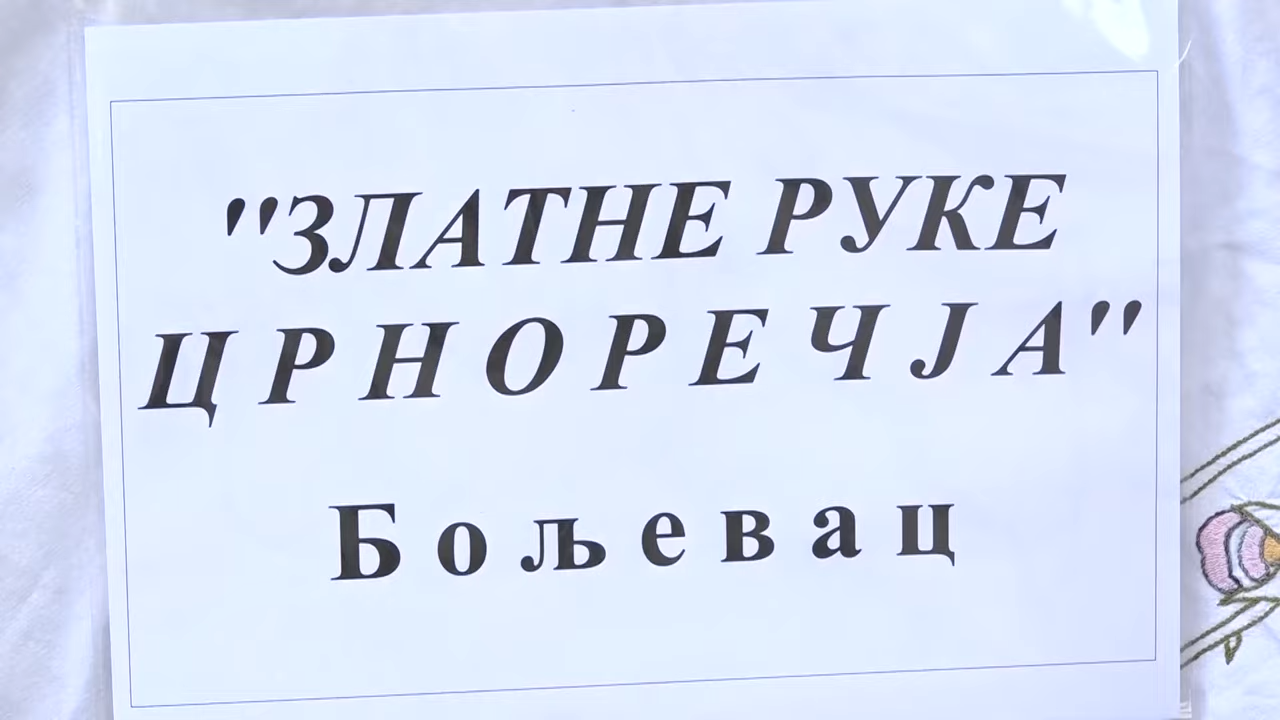 "ЗЛАТНЕ РУКЕ
Ц Р Н О Р Е Ч Ј А"
Б о љ е в а ц